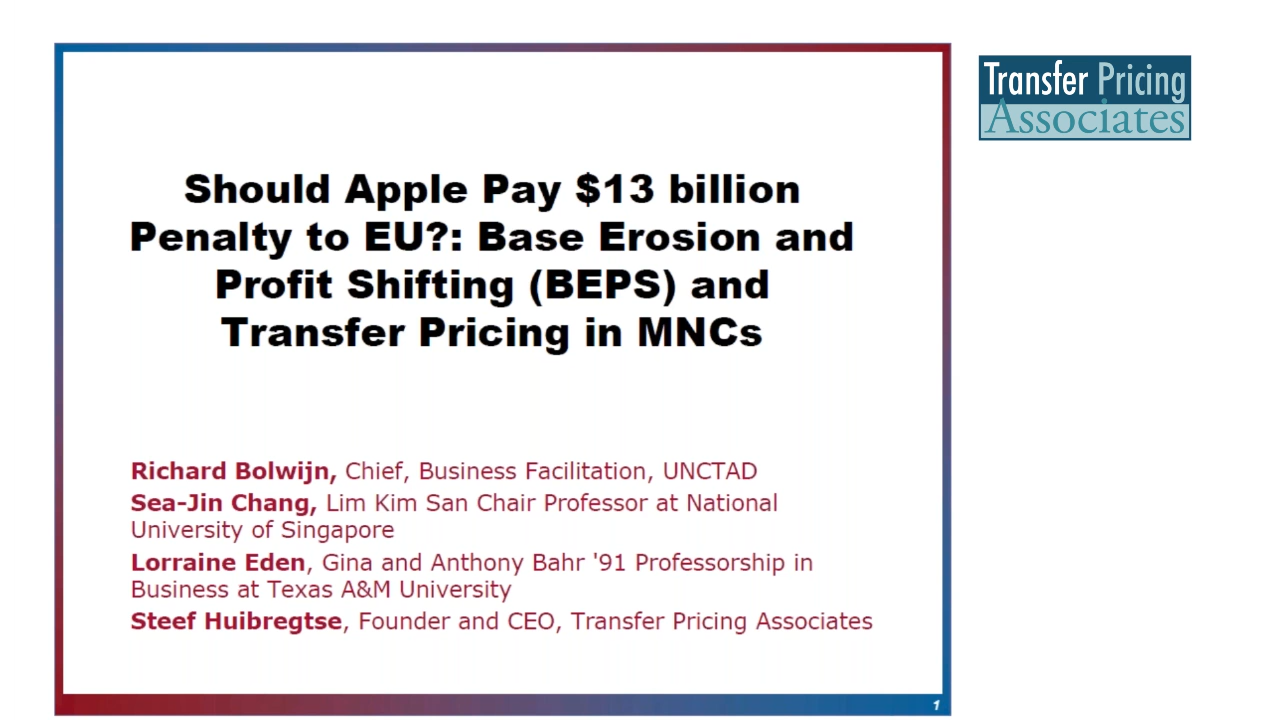 Should Apple Pay $13 billion
Penalty to EU?: Base Erosion and
Profit Shifting (BEPS) and
Transfer Pricing in MNCs
Richard Bolwijn, Chief, Business Facilitation, UNCTAD
Sea-Jin Chang, Lim Kim San Chair Professor at National
University of Singapore
Lorraine Eden, Gina and Anthony Bahr '91 Professorship in
Business at Texas A&M University
Steef Huibregtse, Founder and CEO, Transfer Pricing Associates
1
Transfer Pricing
Associates